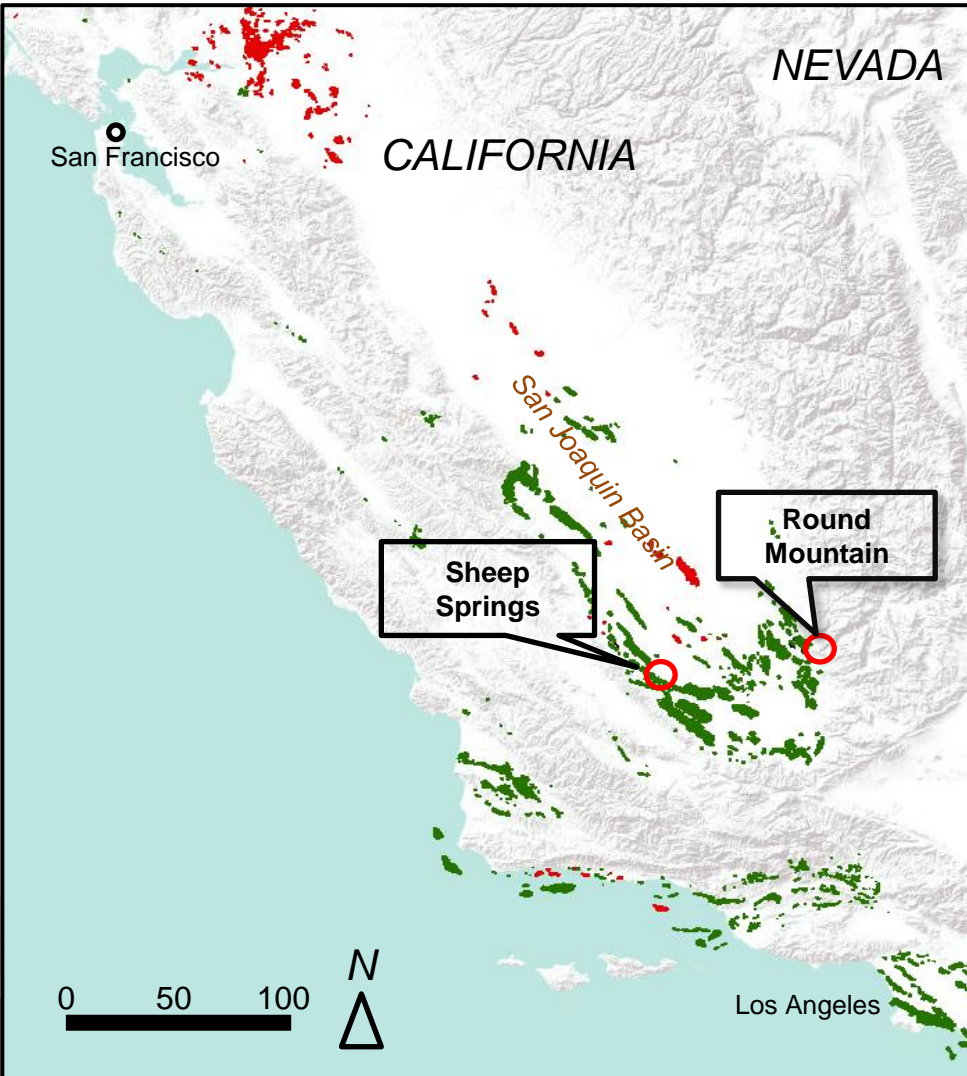 NEVADA
San Francisco
CALIFORNIA
San Joaquin Basin
Round
Mountain
Sheep
Springs
N
0 50 100
Los Angeles